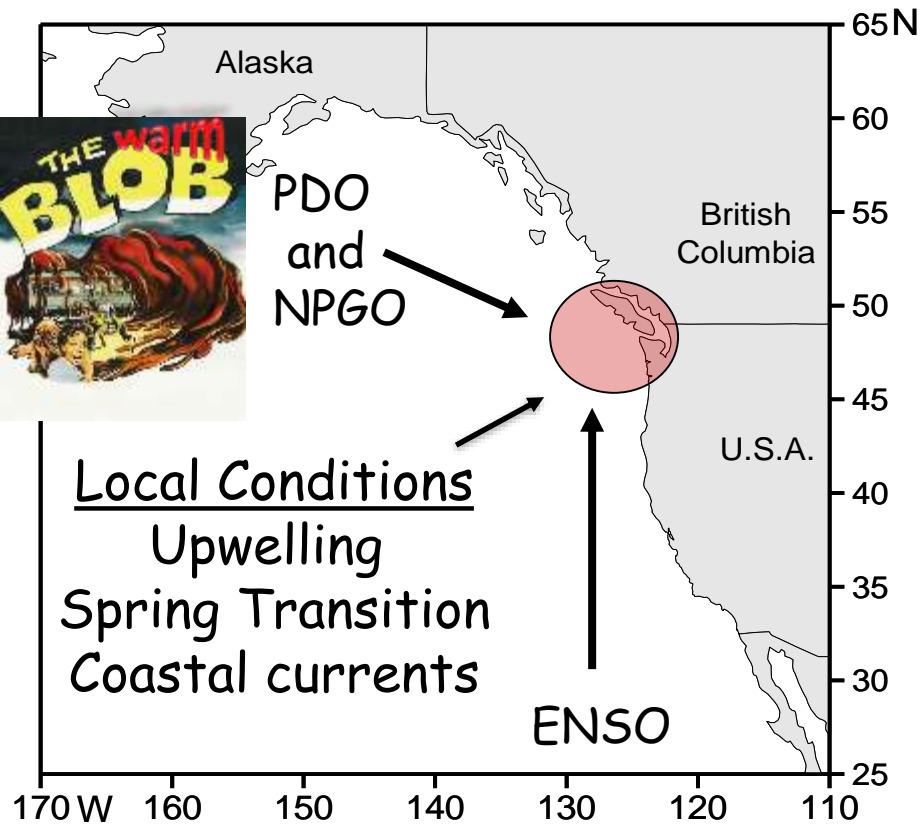 65 N
Alaska
60
THE warm
BLOB
PDO
and
NPGO
55
British
Columbia
50
45
U.S.A.
Local Conditions
Upwelling
Spring Transition
Coastal currents
40
35
30
ENSO
25
170 W 160 150 140 130 120 110